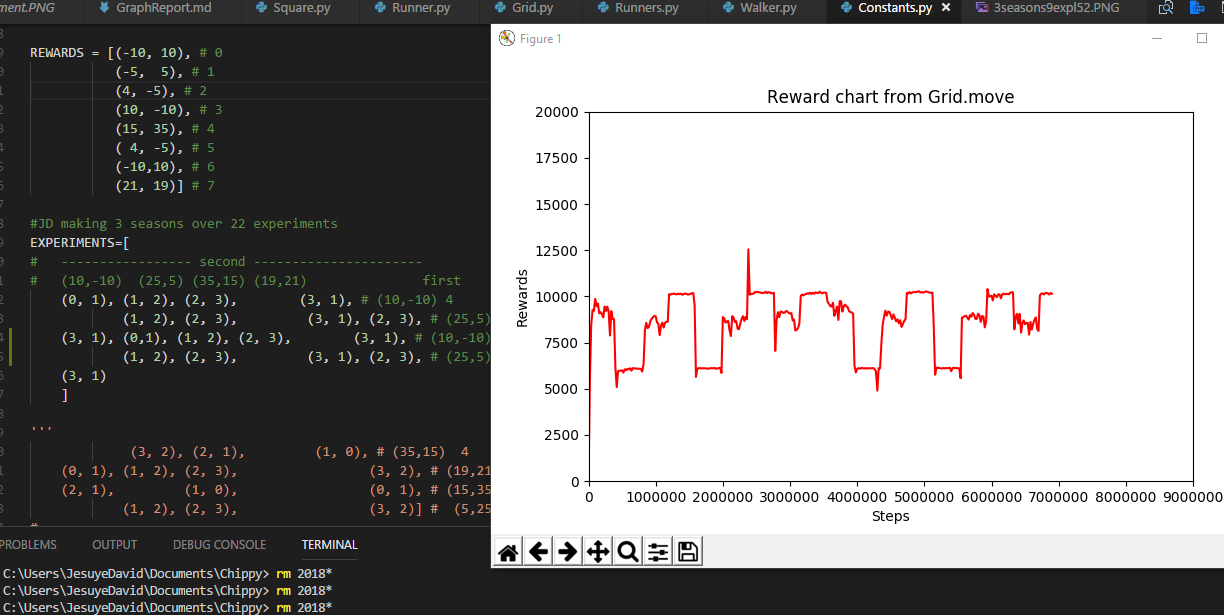 ment.PNG GraphReport.md Square.py Runner.py Grid.py Runners.py Walker.py Constants.py 3seasons9expl52.PNG
REWARDS = [(-10, 10), # 0
(-5,  5), # 1
(4, -5), # 2
(10, -10), # 3
(15, 35), # 4
( 4, -5), # 5
(-10,10), # 6
(21, 19)] # 7
#JD making 3 seasons over 22 experiments
EXPERIMENTS=[
#   ----------------- second ----------------------
#   (10,-10)  (25,5) (35,15) (19,21)               first
(0, 1), (1, 2), (2, 3),        (3, 1), # (10,-10) 4
(1, 2), (2, 3),         (3, 1), (2, 3), # (25,5)
(3, 1), (0,1), (1, 2), (2, 3),        (3, 1), # (10,-10)
(1, 2), (2, 3),         (3, 1), (2, 3), # (25,5)
(3, 1)
]
'''
(3, 2), (2, 1),         (1, 0), # (35,15)  4
(0, 1), (1, 2), (2, 3),                 (3, 2), # (19,21
(2, 1),         (1, 0),                 (0, 1), # (15,35
(1, 2), (2, 3),                 (3, 2)] #  (5,25
#
PROBLEMS OUTPUT DEBUG CONSOLE TERMINAL
C:\Users\JesuyeDavid\Documents\Chippy> rm 2018*
C:\Users\JesuyeDavid\Documents\Chippy> rm 2018*
C:\Users\JesuyeDavid\Documents\Chippy> rm 2018*
Figure 1
Reward chart from Grid.move
20000
17500
15000
12500
10000
7500
5000
2500
0
Rewards
0 1000000 2000000 3000000 4000000 5000000 6000000 7000000 8000000 9000000
Steps